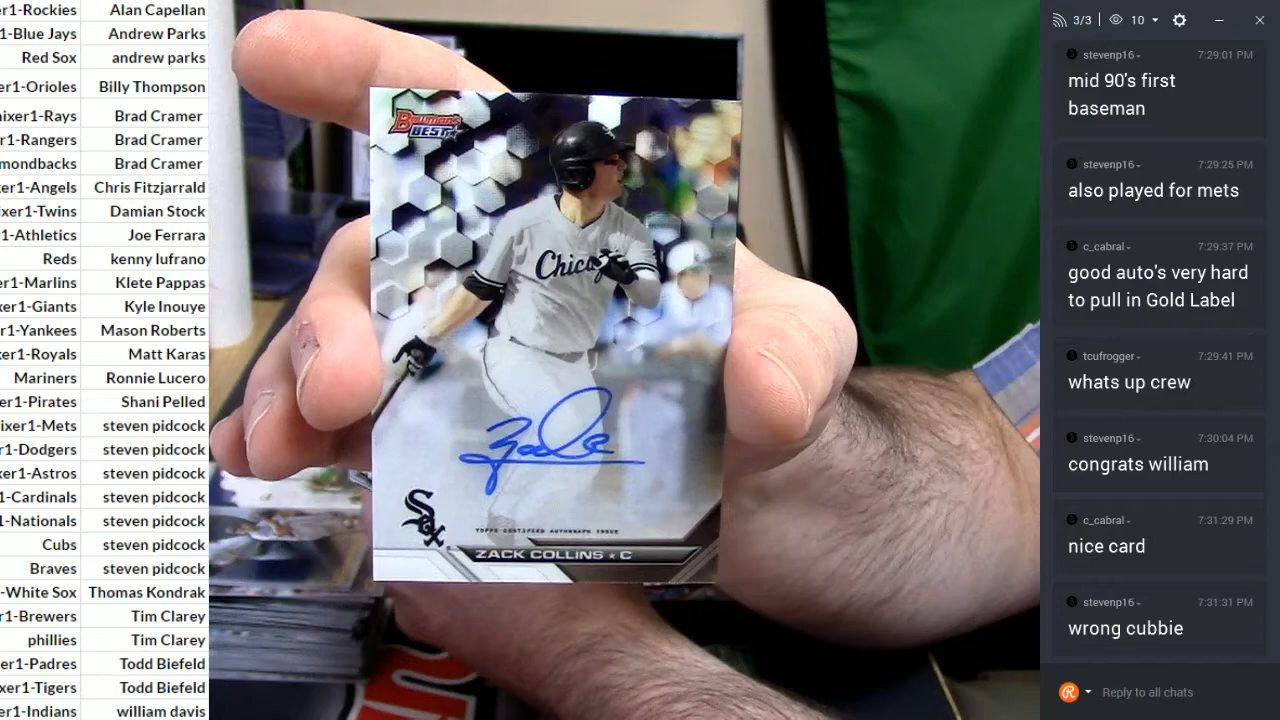 er1-Rockies Alan Capellan
1-Blue Jays Andrew Parks
Red Sox andrew parks
er1-Orioles Billy Thompson
nixer1-Rays Brad Cramer
r1-Rangers Brad Cramer
mondbacks Brad Cramer
xer1-Angels Chris Fitzjarrald
ixer1-Twins Damian Stock
1-Athletics Joe Ferrara
Reds kenny lufrano
r1-Marlins Klete Pappas
xer1-Giants Kyle Inouye
r1-Yankees Mason Roberts
xer1-Royals Matt Karas
Mariners Ronnie Lucero
er1-Pirates Shani Pelled
ixer1-Mets steven pidcock
1-Dodgers steven pidcock
xer1-Astros steven pidcock
1-Cardinals steven pidcock
1-Nationals steven pidcock
Cubs steven pidcock
Braves steven pidcock
-White Sox Thomas Kondrak
r1-Brewers Tim Clarey
phillies Tim Clarey
er1-Padres Todd Biefeld
xer1-Tigers Todd Biefeld
er1-Indians william davis
Bowman's
BEST
Chicago
Sox
TOPPS CERTIFIED AUTOGRAPH ISSUE
ZACK COLLINS ★ C
3/3 10
stevenp16 7:29:01 PM
mid 90's first
baseman
stevenp16 7:29:25 PM
also played for mets
c_cabral 7:29:37 PM
good auto's very hard
to pull in Gold Label
tcufrogger 7:29:41 PM
whats up crew
stevenp16 7:30:04 PM
congrats william
c_cabral 7:31:29 PM
nice card
stevenp16 7:31:31 PM
wrong cubbie
Reply to all chats